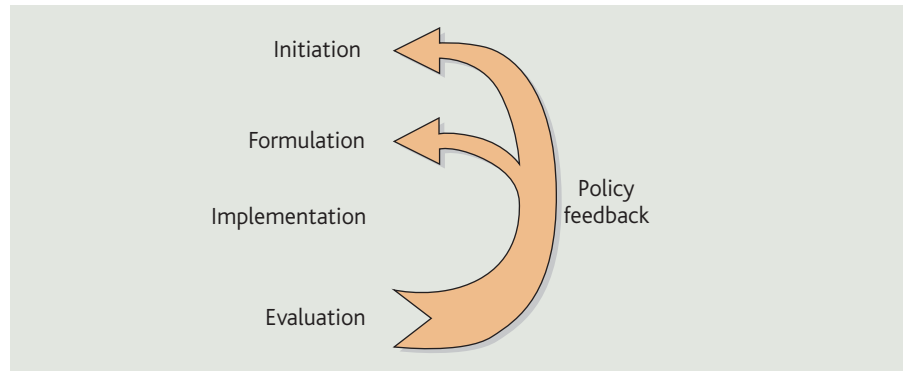 Initiation
Formulation
Implementation
Policy
feedback
Evaluation